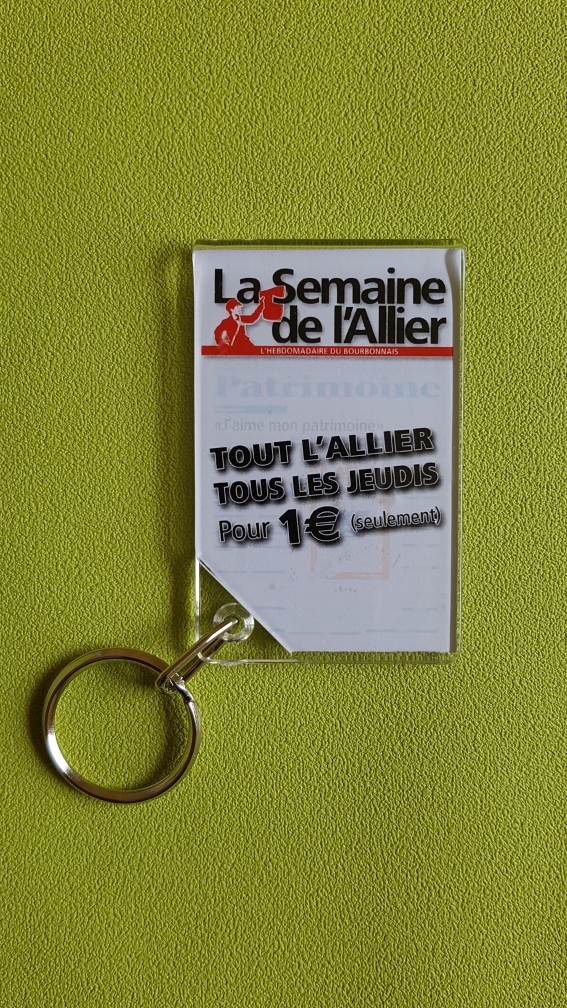 La Semaine
de l'Allier
L'HEBDOMADAIRE DU BOURBONNAIS
Patrimoine
«J'aime mon patrimoine»
TOUT L'ALLIER
TOUS LES JEUDIS
Pour 1€ (seulement)